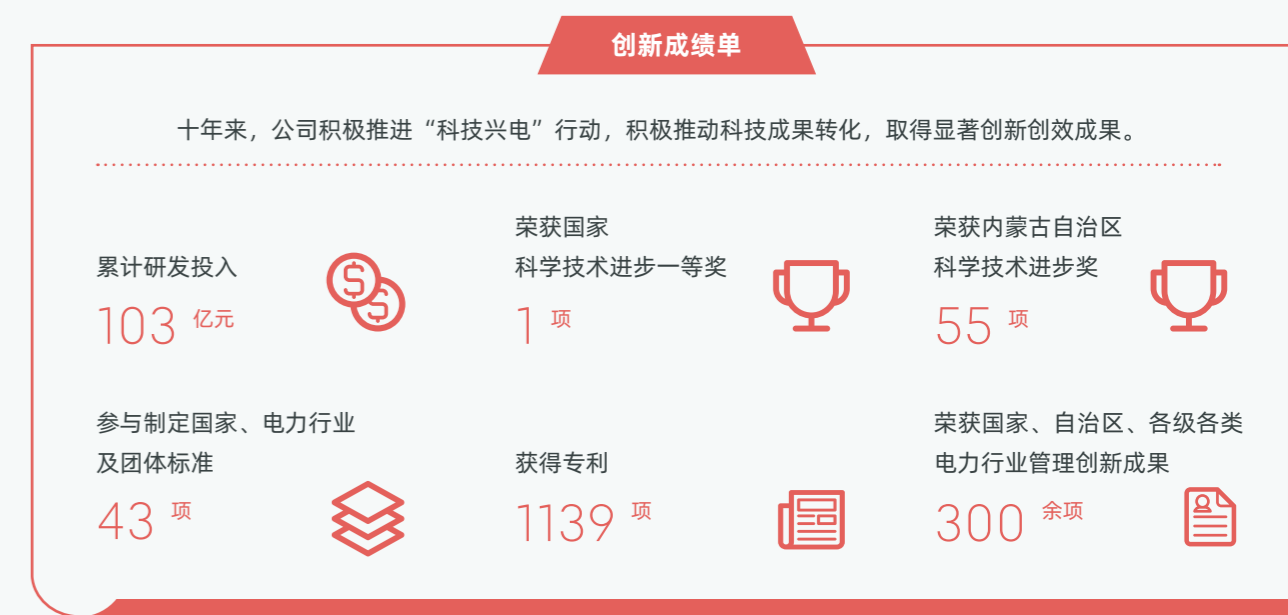 创新成绩单
十年来，公司积极推进“科技兴电”行动，积极推动科技成果转化，取得显著创新创效成果。
累计研发投入
103 亿元
荣获国家
科学技术进步一等奖
1 项
荣获内蒙古自治区
科学技术进步奖
55 项
参与制定国家、电力行业
及团体标准
43 项
获得专利
1139 项
荣获国家、自治区、各级各类
电力行业管理创新成果
300 余项